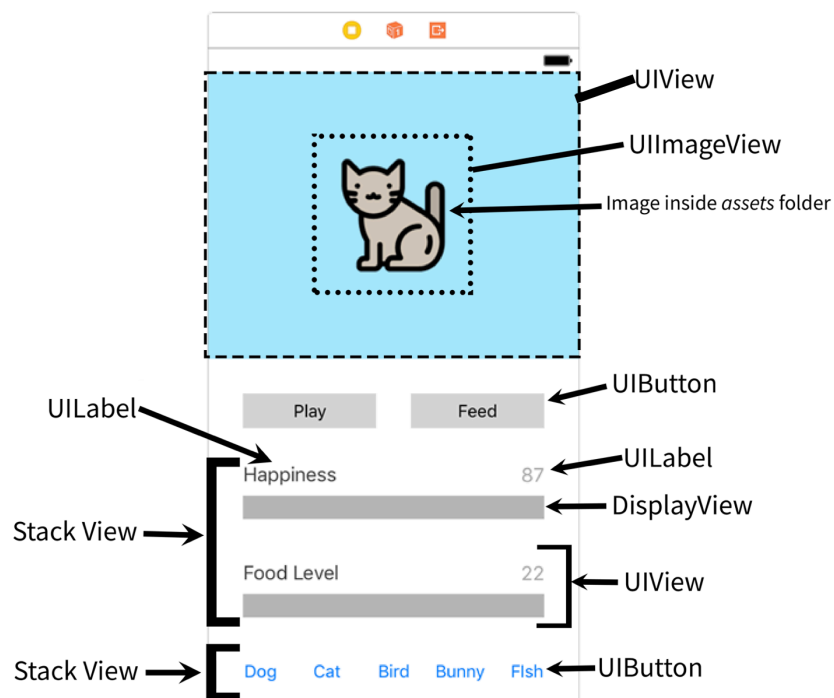 UIView
UIImageView
Image inside assets folder
UIButton
Play
Feed
UILabel
UILabel
Happiness
87
DisplayView
Stack View
Food Level
22
UIView
Stack View
Dog
Cat
Bird
Bunny
FIsh
UIButton